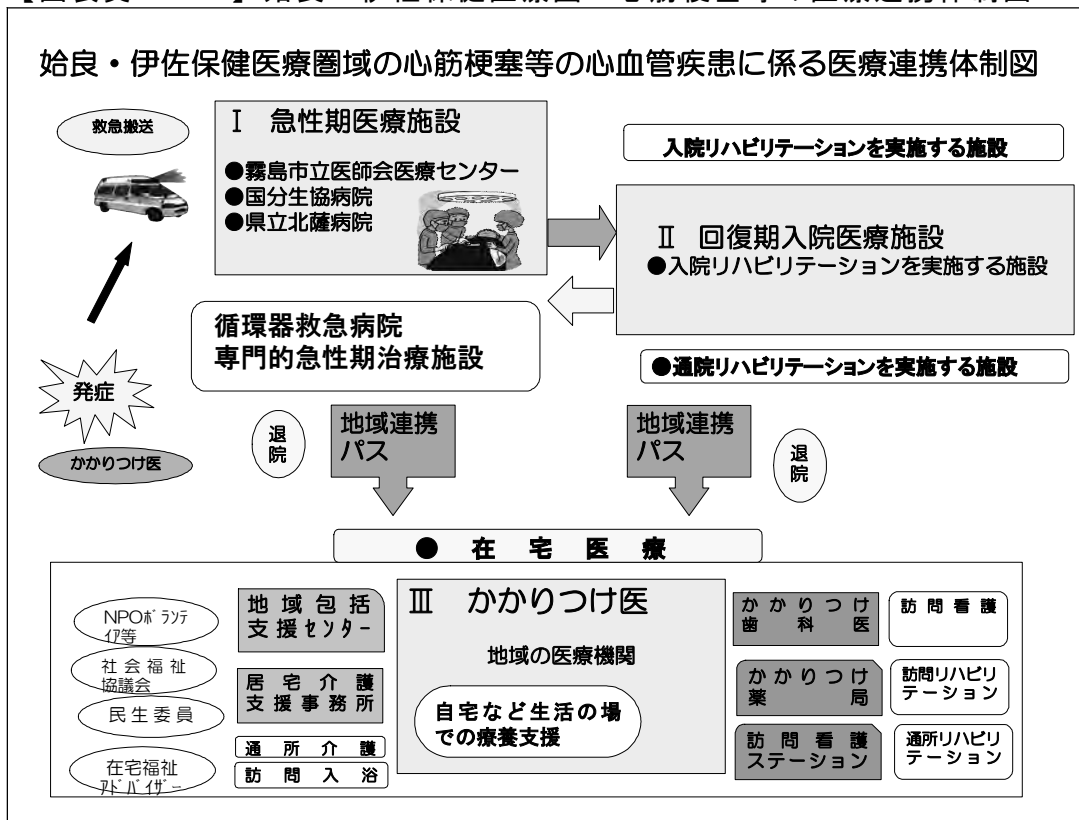 始良・伊佐保健医療圏域の心筋梗塞等の心血管疾患に係る医療連携体制図
救急搬送
Ⅰ 急性期医療施設
●霧島市立医師会医療センター
●国分生協病院
●県立北薩病院
入院リハビリテーションを実施する施設
Ⅱ 回復期入院医療施設
●入院リハビリテーションを実施する施設
循環器救急病院
専門的急性期治療施設
●通院リハビリテーションを実施する施設
発症
かかりつけ医
退院
地域連携
パス
地域連携
パス
退院
● 在宅医療
NPOボランテ
ィア等
社会福祉
協議会
民生委員
在宅福祉
アドバイザー
地域包括
支援センター
居宅介護
支援事務所
通所介護
訪問入浴
Ⅲ かかりつけ医
地域の医療機関
自宅など生活の場
での療養支援
かかりつけ
歯科医
かかりつけ
薬局
訪問看護
ステーション
訪問看護
訪問リハビリ
テーション
通所リハビリ
テーション